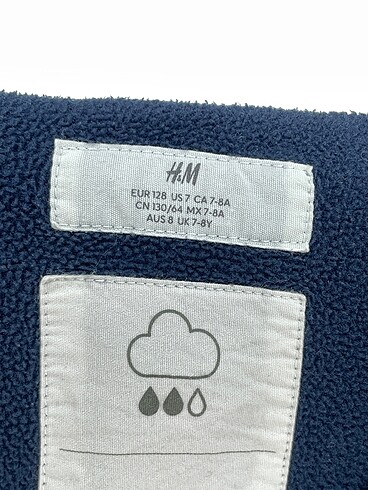 H&M
EUR 128 US 7 CA 7-8A
CN 130/64 MX 7-8A
AUS 8 UK 7-8Y